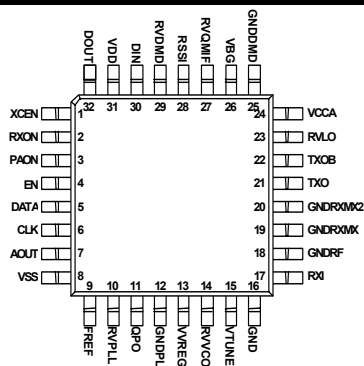 DOUT VDD DIN RVDMD RSSI RVQMIF VBG GNDDMD
32 31 30 29 28 27 26 25
XCEN 1 24 VCCA
RXON 2 23 RVLO
PAON 3 22 TXOB
EN 4 21 TXO
DATA 5 20 GNDRXMX2
CLK 6 19 GNDRXMX
AOUT 7 18 GNDRF
VSS 8 17 RXI
9 10 11 12 13 14 15 16
FREF RVPLL QPO GNDPL VVREG RVVCO VTUNE GND